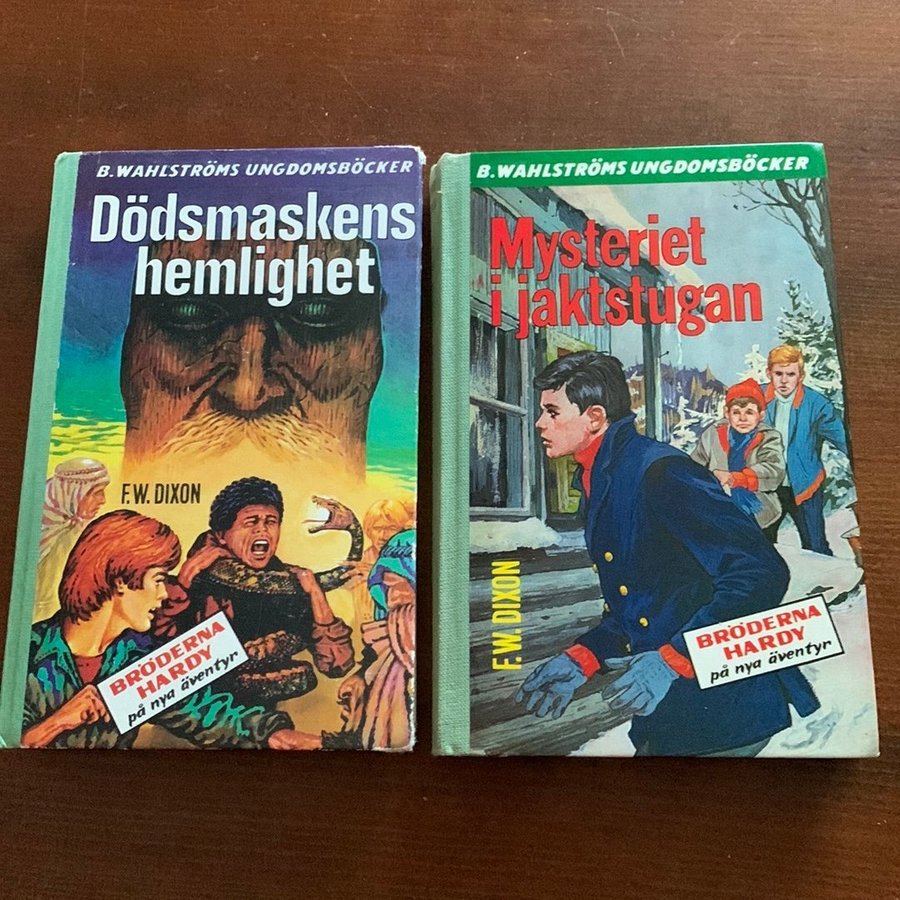 B. WAHLSTRÖMS UNGDOMSBÖCKER
Dödsmaskens
hemlighet
F. W. DIXON
BRÖDERNA
HARDY
på nya äventyr
B. WAHLSTRÖMS UNGDOMSBÖCKER
Mysteriet
i jaktstugan
F. W. DIXON
BRÖDERNA
HARDY
på nya äventyr